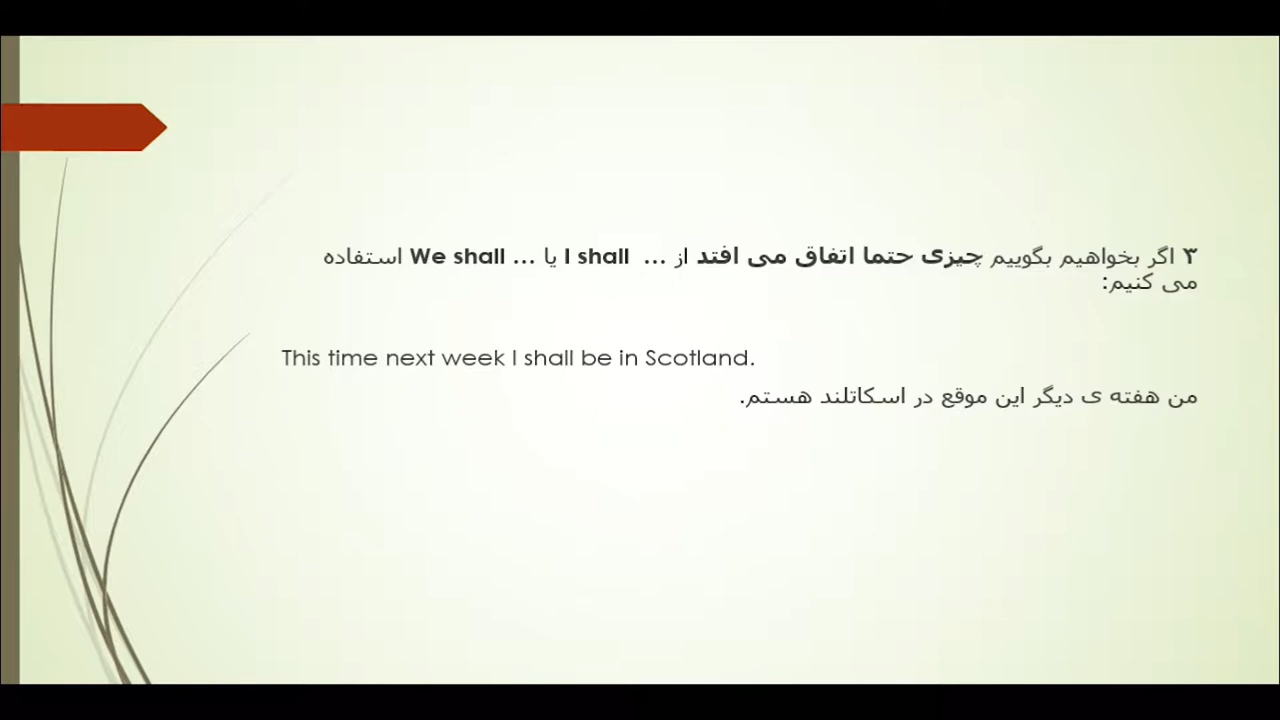 ۳ اگر بخواهیم بگوییم چیزی حتما اتفاق می افتد از … I shall یا … We shall استفاده
می کنیم:
This time next week I shall be in Scotland.
من هفته ی دیگر این موقع در اسکاتلند هستم.